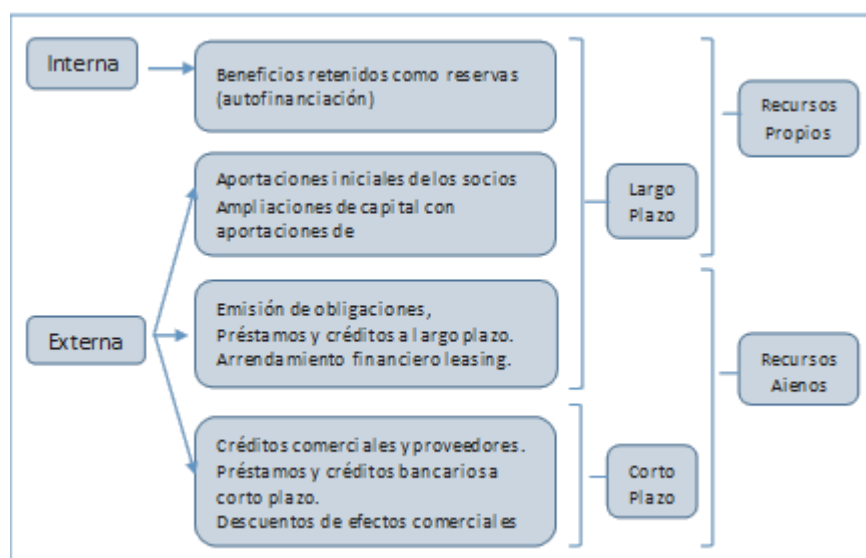 Interna
Beneficios retenidos como reservas
(autofinanciación)
Recursos
Propios
Aportaciones iniciales de los socios
Ampliaciones de capital con
aportaciones de
Largo
Plazo
Externa
Emisión de obligaciones,
Préstamos y créditos a largo plazo.
Arrendamiento financiero leasing.
Recursos
Aienos
Créditos comerciales y proveedores.
Préstamos y créditos bancarios a
corto plazo.
Descuentos de efectos comerciales
Corto
Plazo